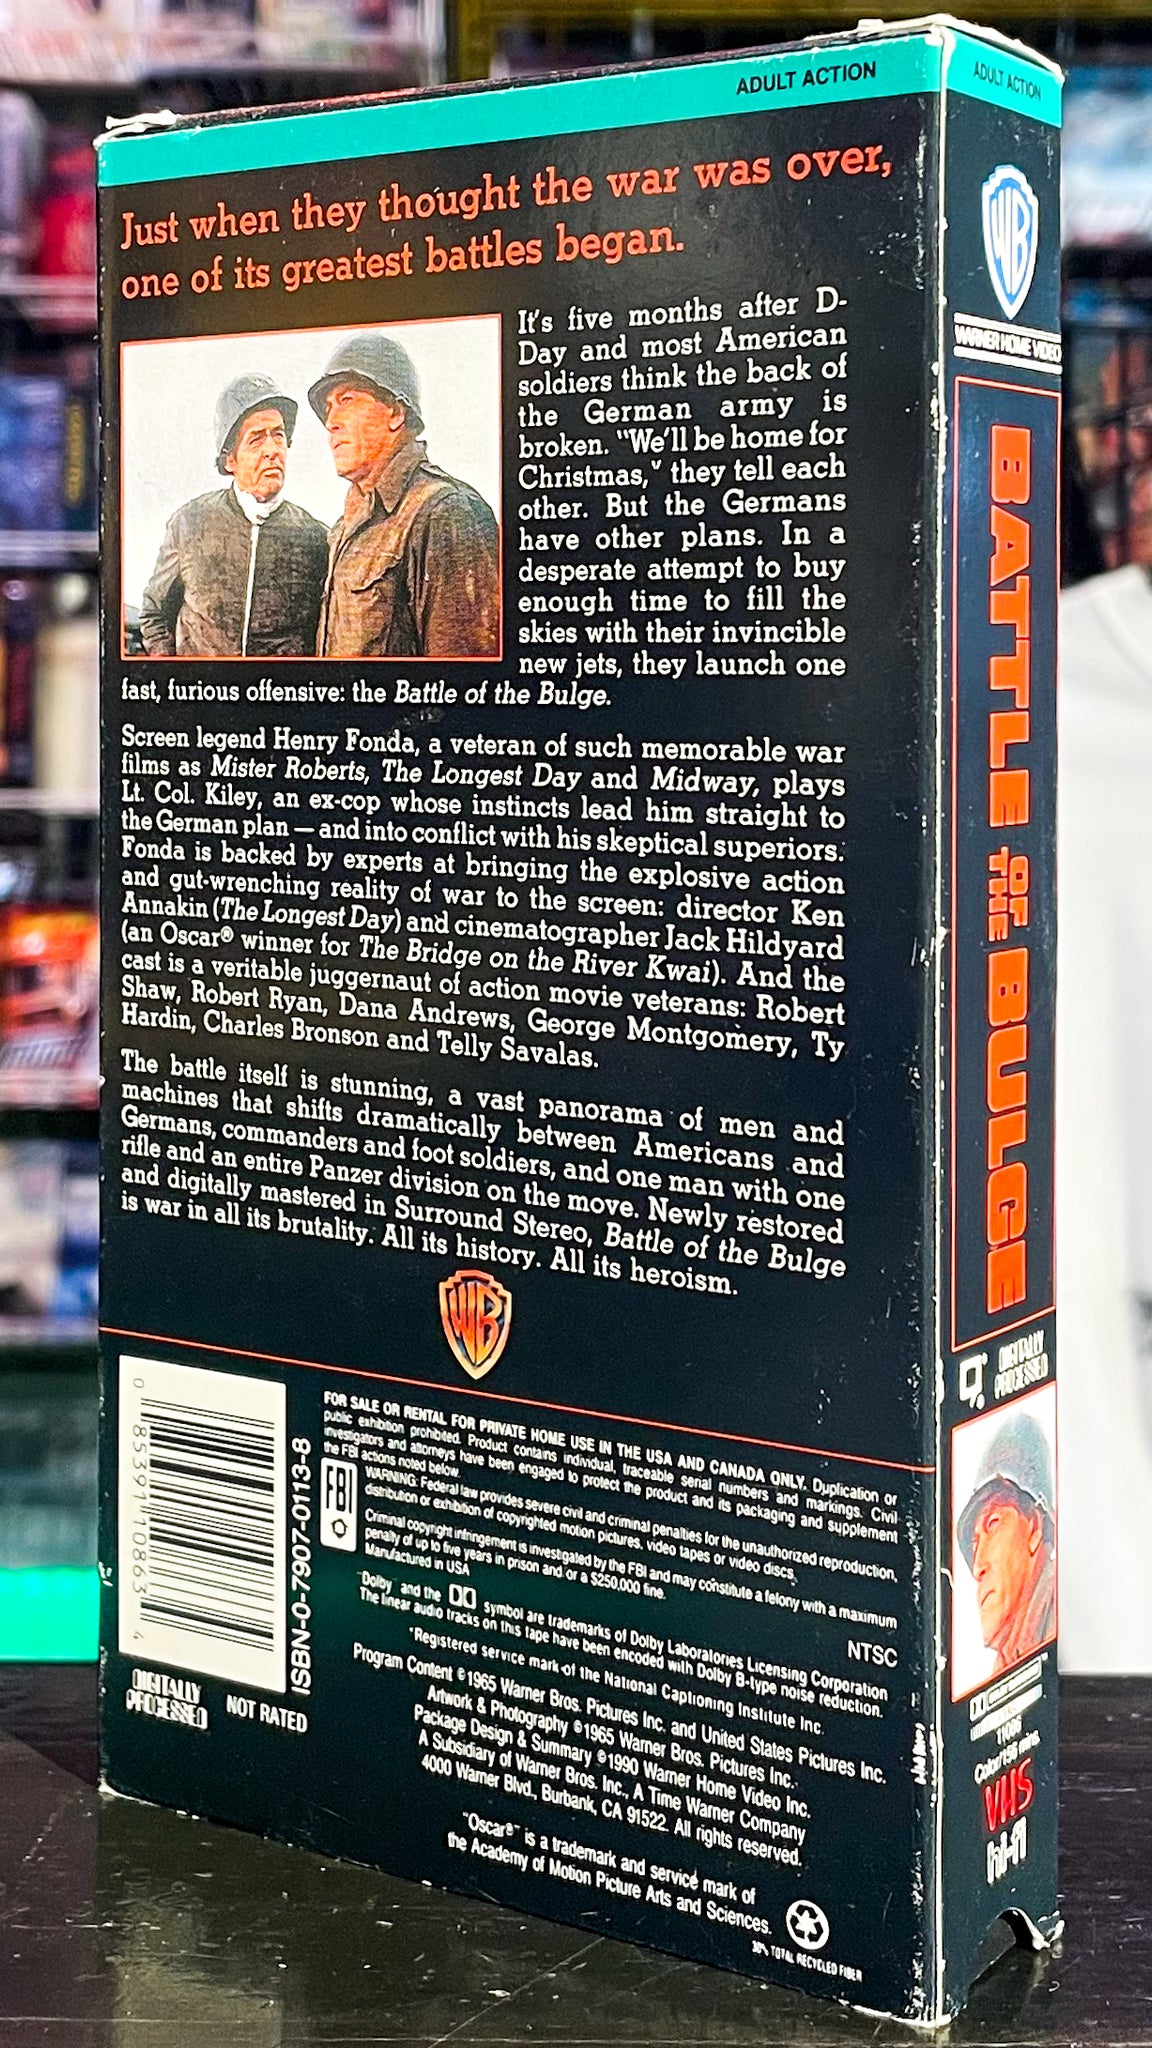 ADULT ACTION
Just when they thought the war was over,
one of its greatest battles began.
It's five months after D-
Day and most American
soldiers think the back of
the German army is
broken. "We'll be home for
Christmas," they tell each
other. But the Germans
have other plans. In a
desperate attempt to buy
enough time to fill the
skies with their invincible
new jets, they launch one
fast, furious offensive: the Battle of the Bulge.
Screen legend Henry Fonda, a veteran of such memorable war
films as Mister Roberts, The Longest Day and Midway, plays
Lt. Col. Kiley, an ex-cop whose instincts lead him straight to
the German plan — and into conflict with his skeptical superiors.
Fonda is backed by experts at bringing the explosive action
and gut-wrenching reality of war to the screen: director Ken
Annakin (The Longest Day) and cinematographer Jack Hildyard
(an Oscar® winner for The Bridge on the River Kwai). And the
cast is a veritable juggernaut of action movie veterans: Robert
Shaw, Robert Ryan, Dana Andrews, George Montgomery, Ty
Hardin, Charles Bronson and Telly Savalas.
The battle itself is stunning, a vast panorama of men and
machines that shifts dramatically between Americans and
Germans, commanders and foot soldiers, and one man with one
rifle and an entire Panzer division on the move. Newly restored
and digitally mastered in Surround Stereo, Battle of the Bulge
is war in all its brutality. All its history. All its heroism.
WB
0 85391 10863 4
ISBN-0-7907-0113-8
DIGITALLY
PROCESSED
NOT RATED
FOR SALE OR RENTAL FOR PRIVATE HOME USE IN THE USA AND CANADA ONLY. Duplication or
public exhibition prohibited. Product contains individual, traceable serial numbers and markings. Civil
investigators and attorneys have been engaged to protect the product and its packaging and supplement
the FBI actions noted below.
FBI
WARNING: Federal law provides severe civil and criminal penalties for the unauthorized reproduction,
distribution or exhibition of copyrighted motion pictures, video tapes or video discs.
Criminal copyright infringement is investigated by the FBI and may constitute a felony with a maximum
penalty of up to five years in prison and or a $250,000 fine.
Manufactured in USA
NTSC
"Dolby" and the symbol are trademarks of Dolby Laboratories Licensing Corporation
The linear audio tracks on this tape have been encoded with Dolby B-type noise reduction.
*Registered service mark of the National Captioning Institute Inc.
Program Content ©1965 Warner Bros. Pictures Inc. and United States Pictures Inc.
Artwork & Photography ©1965 Warner Bros. Pictures Inc.
Package Design & Summary ©1990 Warner Home Video Inc.
A Subsidiary of Warner Bros. Inc., A Time Warner Company
4000 Warner Blvd., Burbank, CA 91522. All rights reserved.
"Oscar®" is a trademark and service mark of
the Academy of Motion Picture Arts and Sciences.
30% TOTAL RECYCLED FIBER
ADULT ACTION
WB
WARNER HOME VIDEO
BATTLE OF THE BULGE
DIGITALLY
PROCESSED
11086
Color/156 mins.
VHS
hi-fi